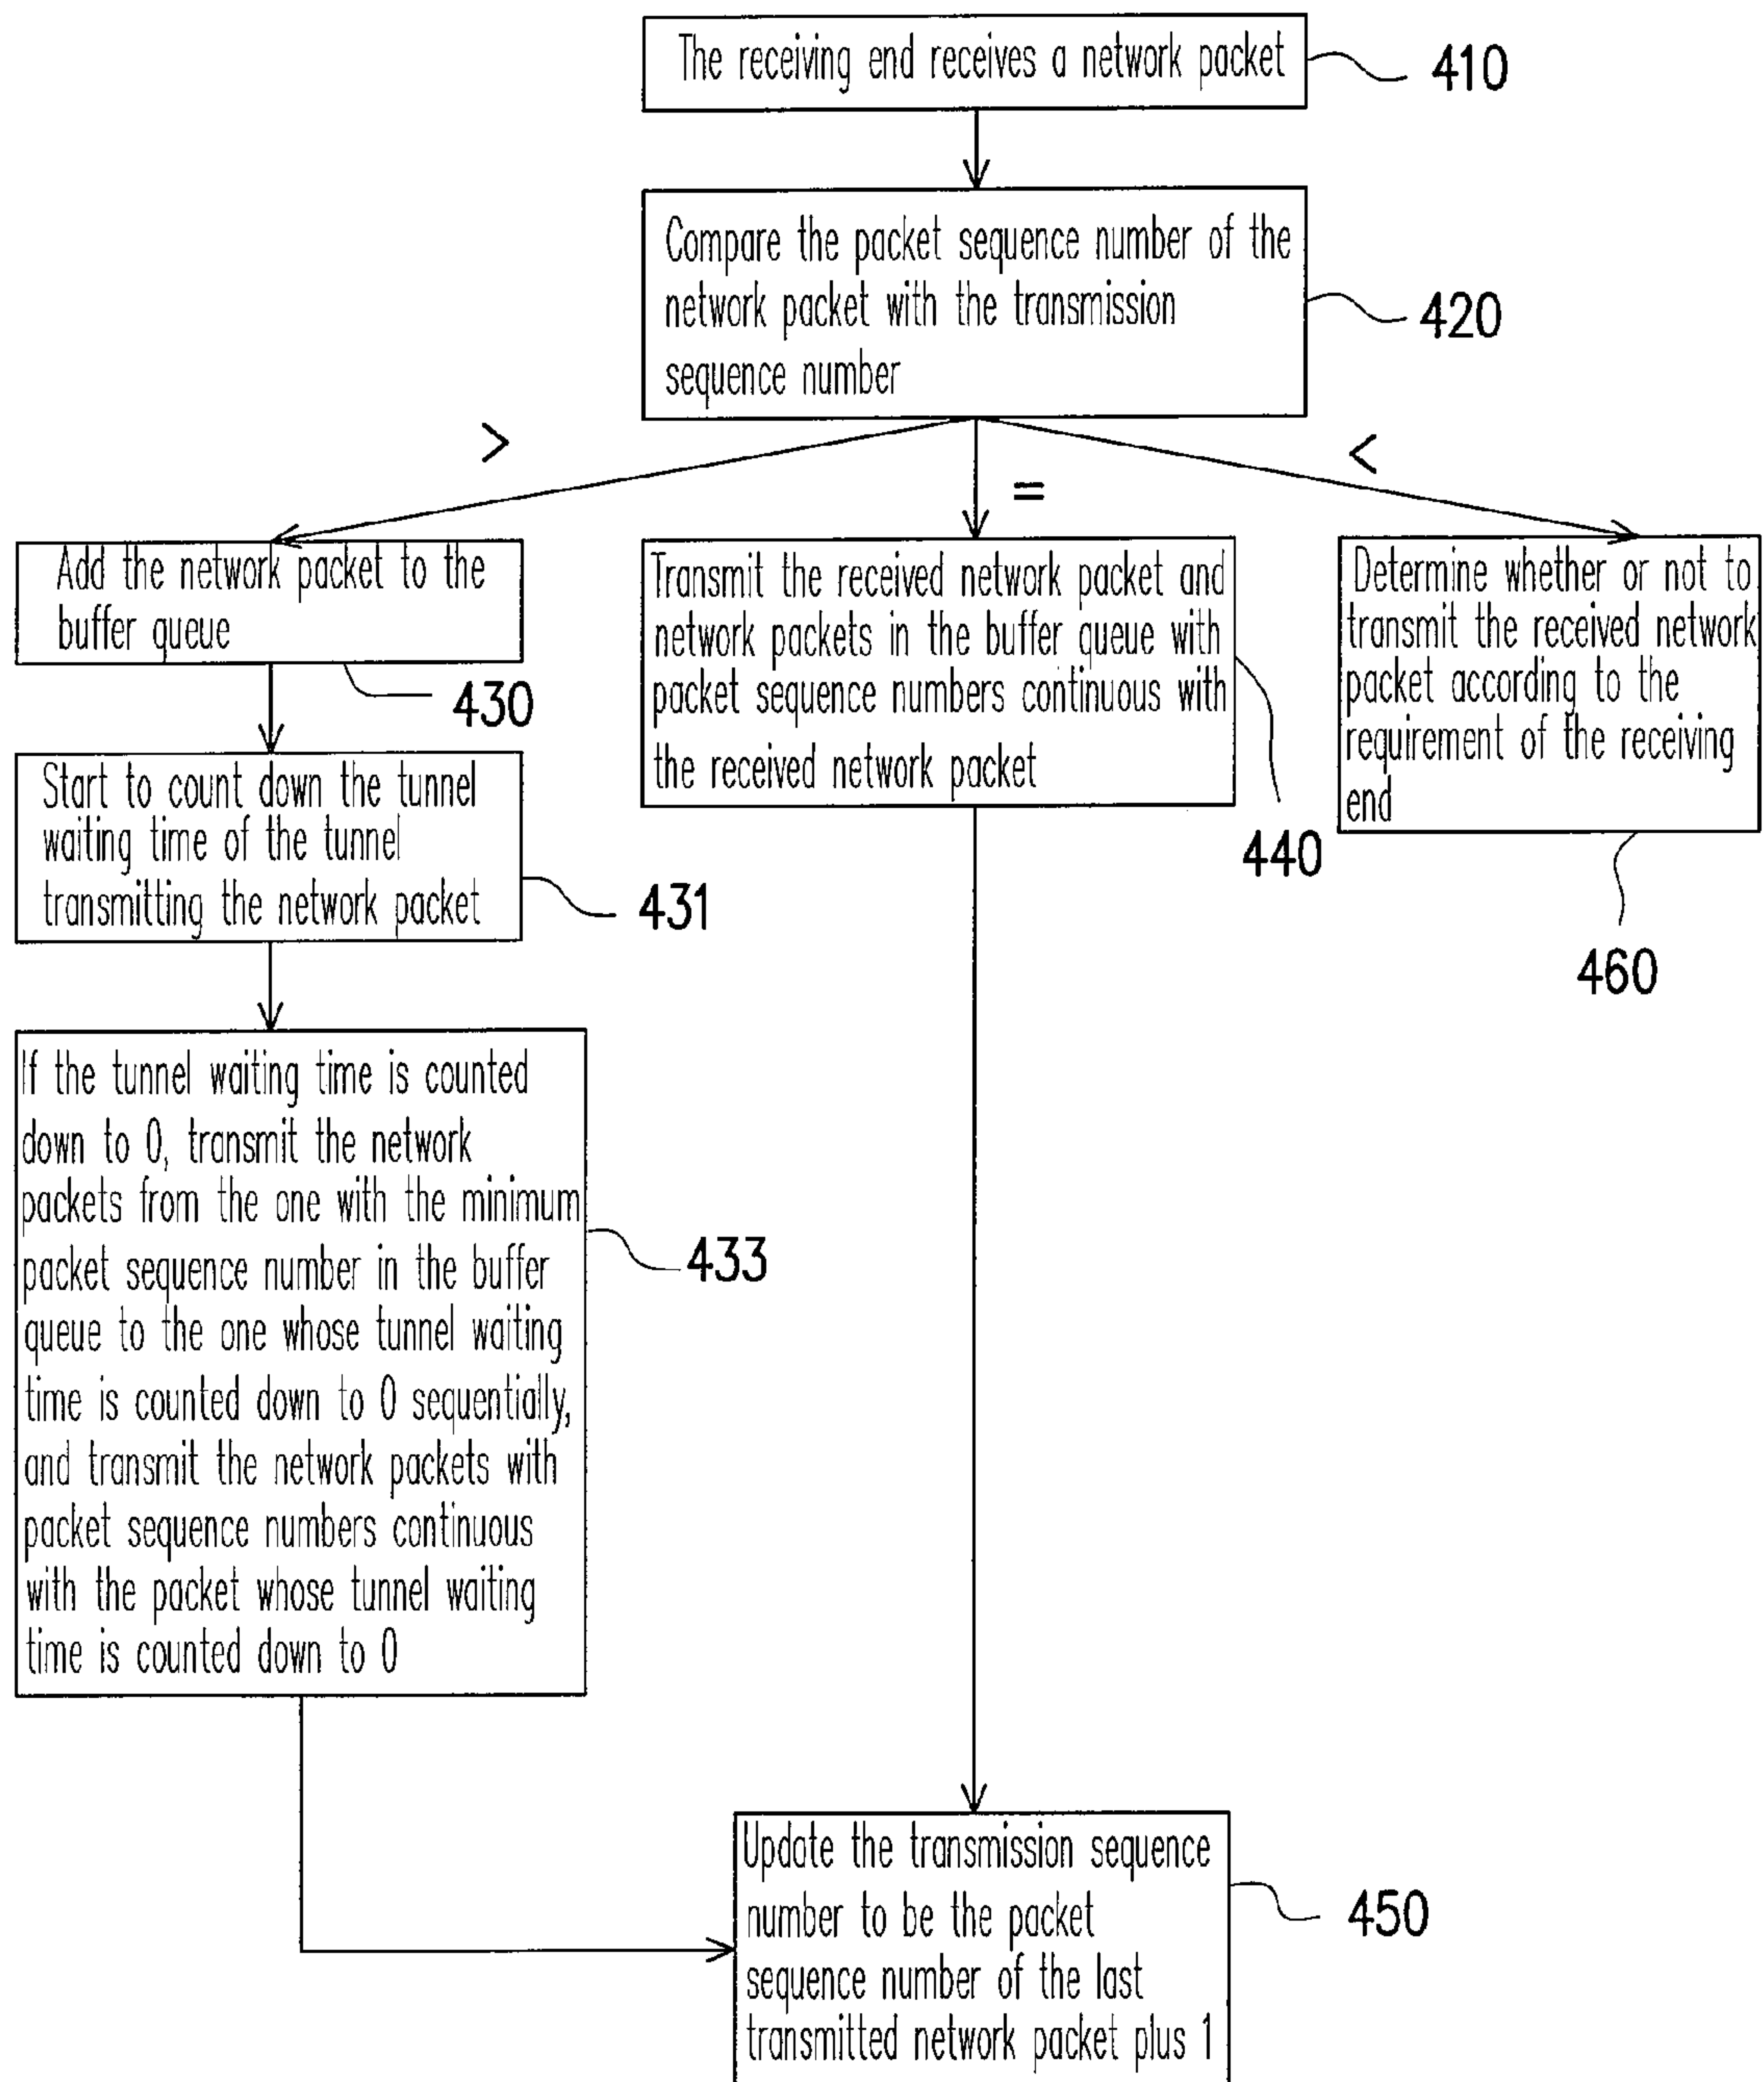 The receiving end receives a network packet
410
Compare the packet sequence number of the
network packet with the transmission
sequence number
420
>
=
<
Add the network packet to the
buffer queue
430
Transmit the received network packet and
network packets in the buffer queue with
packet sequence numbers continuous with
the received network packet
440
Determine whether or not to
transmit the received network
packet according to the
requirement of the receiving
end
460
Start to count down the tunnel
waiting time of the tunnel
transmitting the network packet
431
If the tunnel waiting time is counted
down to 0, transmit the network
packets from the one with the minimum
packet sequence number in the buffer
queue to the one whose tunnel waiting
time is counted down to 0 sequentially,
and transmit the network packets with
packet sequence numbers continuous
with the packet whose tunnel waiting
time is counted down to 0
433
Update the transmission sequence
number to be the packet
sequence number of the last
transmitted network packet plus 1
450